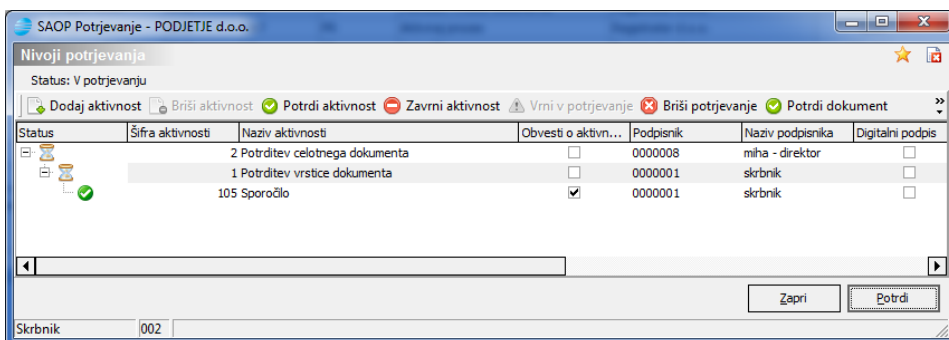 SAOP Potrjevanje - PODJETJE d.o.o.
Nivoji potrjevanja
Status: V potrjevanju
Dodaj aktivnost Briši aktivnost Potrdi aktivnost Zavrni aktivnost Vrni v potrjevanje Briši potrjevanje Potrdi dokument
Status Šifra aktivnosti Naziv aktivnosti Obvesti o aktivn... Podpisnik Naziv podpisnika Digitalni podpis
2 Potrditev celotnega dokumenta 0000008 miha - direktor
1 Potrditev vrstice dokumenta 0000001 skrbnik
105 Sporočilo 0000001 skrbnik
Zapri Potrdi
Skrbnik 002